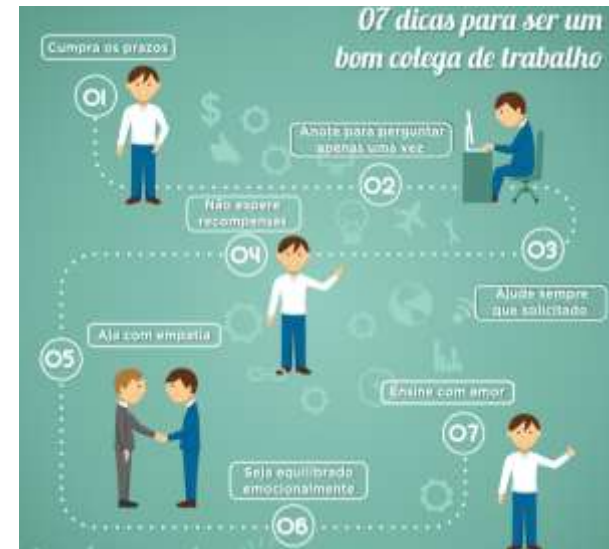 07 dicas para ser um
bom colega de trabalho
Cumpra os prazos
01
Anote para perguntar
apenas uma vez
02
03
Ajude sempre
que solicitado
Não espere
recompensas
04
05
Aja com empatia
Seja equilibrado
emocionalmente
06
Ensine com amor
07